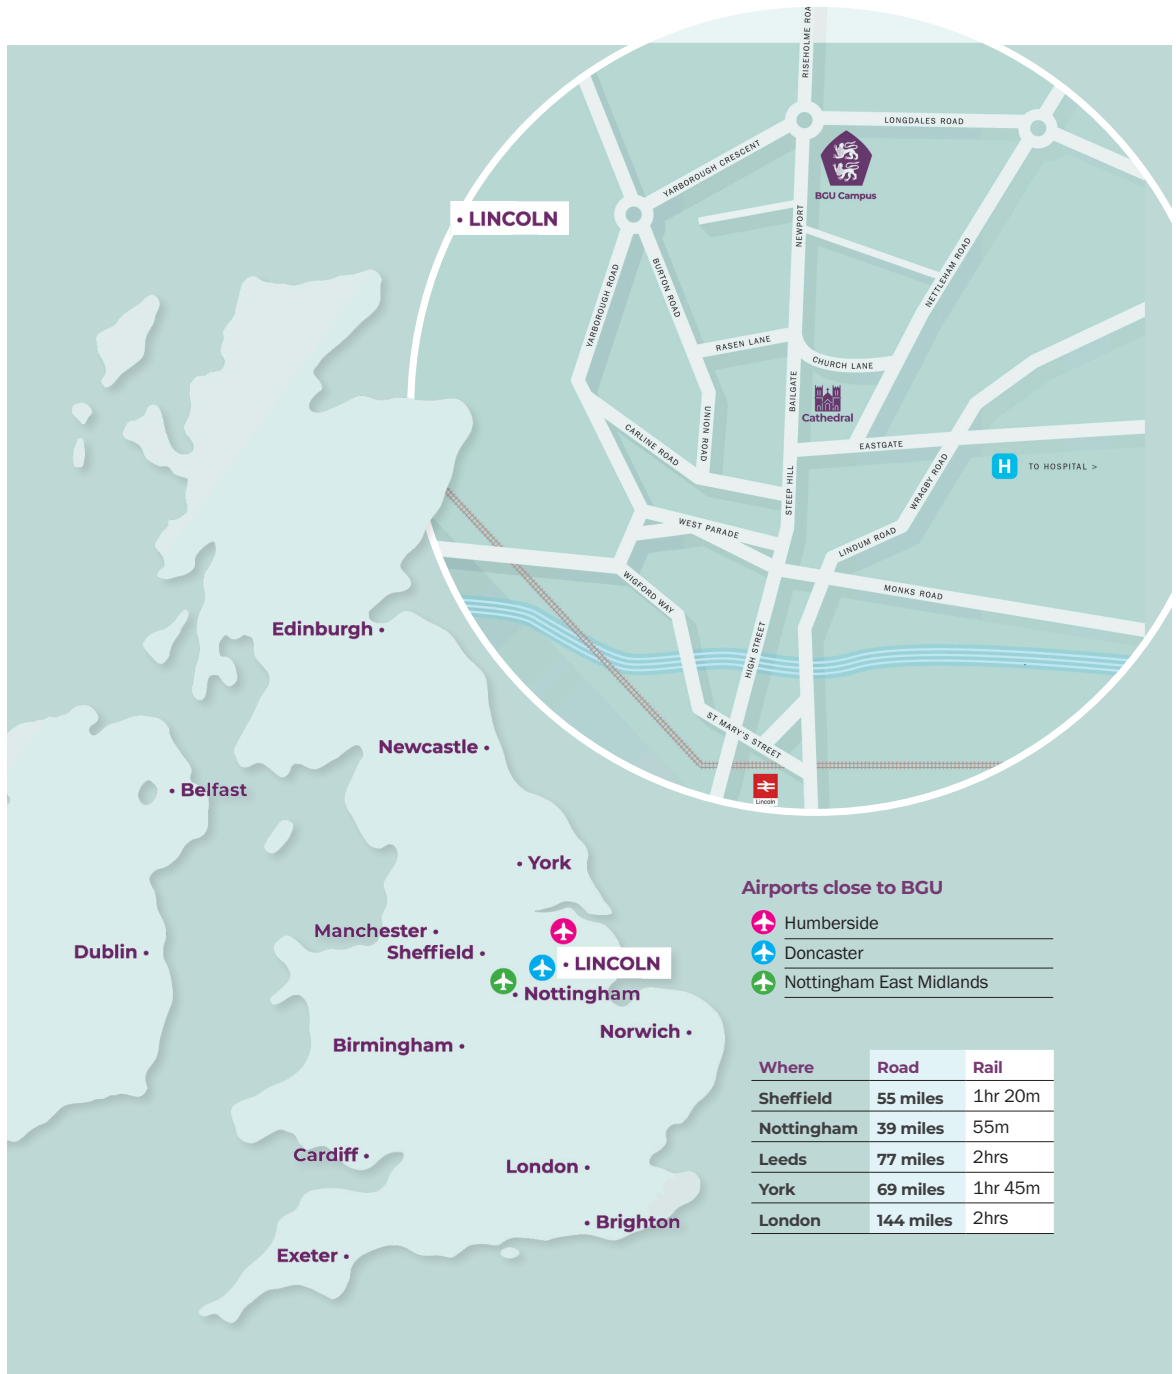 RISEHOLME ROA
LONGDALES ROAD
YARBOROUGH CRESCENT
BGU Campus
• LINCOLN
NEWPORT
NETTLEHAM ROAD
BURTON ROAD
YARBOROUGH ROAD
RASEN LANE
CHURCH LANE
BAILGATE
Cathedral
UNION ROAD
CARLINE ROAD
EASTGATE
H
TO HOSPITAL >
WRAGBY ROAD
STEEP HILL
WEST PARADE
LINDUM ROAD
WIGFORD WAY
MONKS ROAD
HIGH STREET
ST MARY'S STREET
Lincoln
Edinburgh •
Newcastle •
• Belfast
• York
Manchester •
Dublin •
Sheffield •
• LINCOLN
• Nottingham
Norwich •
Birmingham •
Cardiff •
London •
• Brighton
Exeter •
Airports close to BGU
Humberside
Doncaster
Nottingham East Midlands
Where Road Rail
Sheffield 55 miles 1hr 20m
Nottingham 39 miles 55m
Leeds 77 miles 2hrs
York 69 miles 1hr 45m
London 144 miles 2hrs